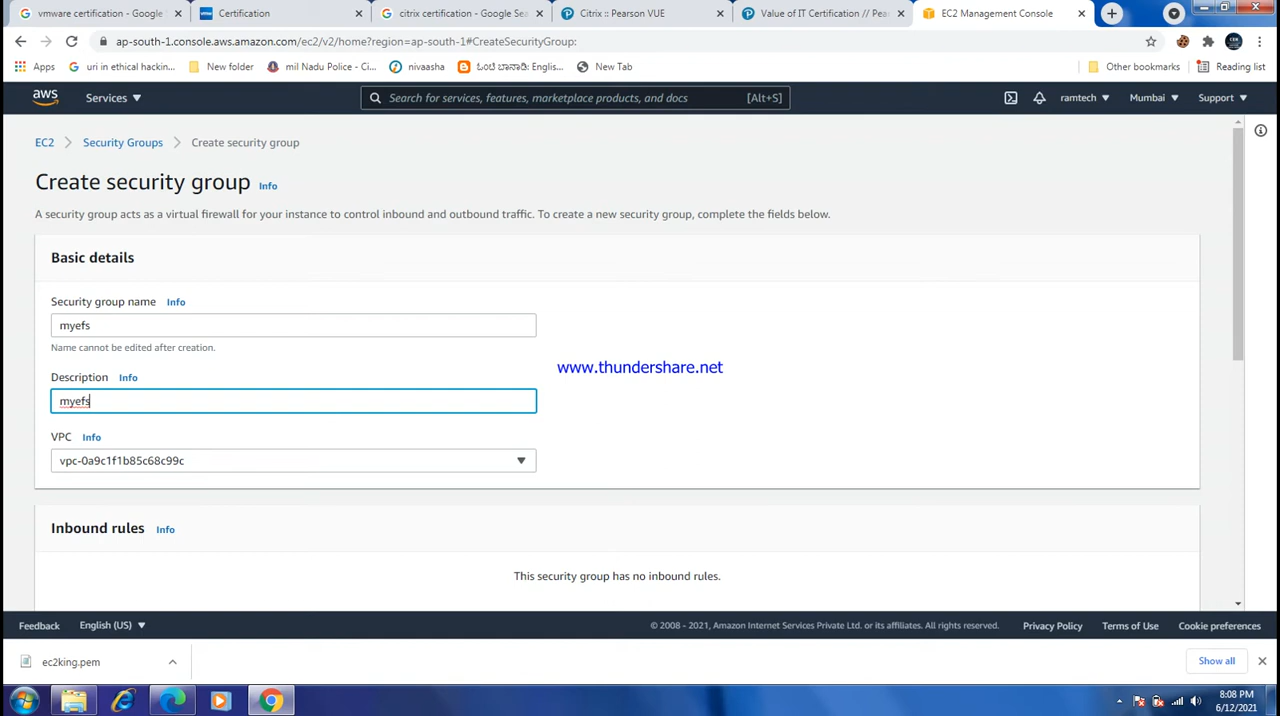 vmware certification - Google
Certification
citrix certification - Google Sea
Citrix :: Pearson VUE
Value of IT Certification // Pea
EC2 Management Console
ap-south-1.console.aws.amazon.com/ec2/v2/home?region=ap-south-1#CreateSecurityGroup:
Apps
uri in ethical hackin...
New folder
mil Nadu Police - Ci...
nivaasha
ಓಂಟಿ ಬಾಡಾನಿ: Englis...
New Tab
Other bookmarks
Reading list
aws
Services
Search for services, features, marketplace products, and docs
[Alt+S]
ramtech
Mumbai
Support
EC2
Security Groups
Create security group
Create security group Info
A security group acts as a virtual firewall for your instance to control inbound and outbound traffic. To create a new security group, complete the fields below.
Basic details
Security group name Info
myefs
Name cannot be edited after creation.
www.thundershare.net
Description Info
myefs
VPC Info
vpc-0a9c1f1b85c68c99c
Inbound rules Info
This security group has no inbound rules.
Feedback
English (US)
© 2008 - 2021, Amazon Internet Services Private Ltd. or its affiliates. All rights reserved.
Privacy Policy
Terms of Use
Cookie preferences
ec2king.pem
Show all
8:08 PM
6/12/2021